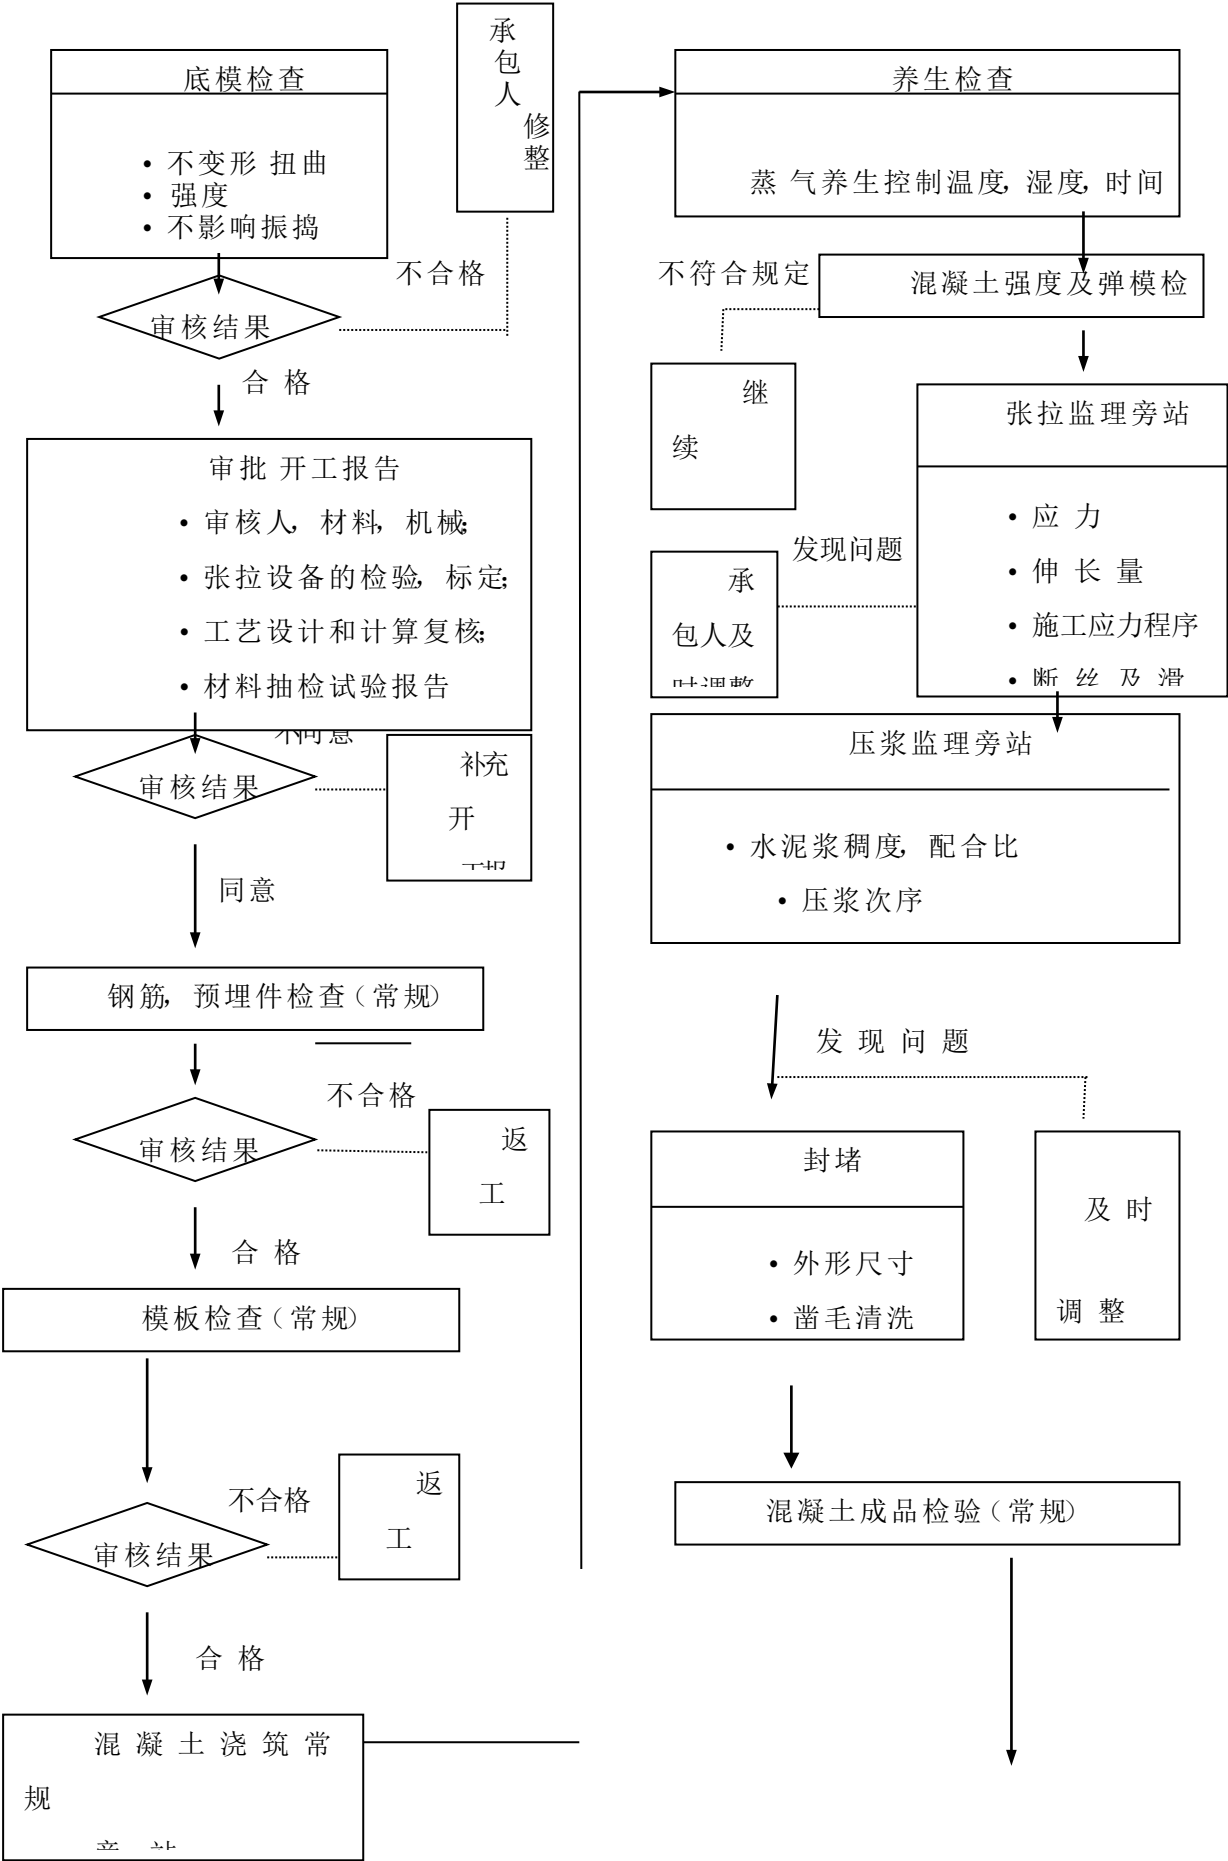 底模检查
• 不变形 扭曲
• 强度
• 不影响振捣
承
包
人
修
整
不合格
审核结果
合 格
审批 开工报告
• 审核人, 材料, 机械;
• 张拉设备的检验, 标定;
• 工艺设计和计算复核;
• 材料抽检试验报告
不同意
审核结果
补充
开
同意
钢筋, 预埋件检查(常规)
不合格
审核结果
返
工
合 格
模板检查(常规)
不合格
返
工
审核结果
合 格
混 凝 土 浇 筑 常
规
养生检查
蒸 气养生控制温度, 湿度, 时间
不符合规定
混凝土强度及弹模检
继
续
张拉监理旁站
• 应 力
• 伸 长 量
• 施工应力程序
• 断 丝 及 滑
发现问题
承
包人及
时调整
压浆监理旁站
• 水泥浆稠度, 配合比
• 压浆次序
发 现 问 题
封堵
• 外形尺寸
• 凿毛清洗
及 时
调 整
混凝土成品检验(常规)